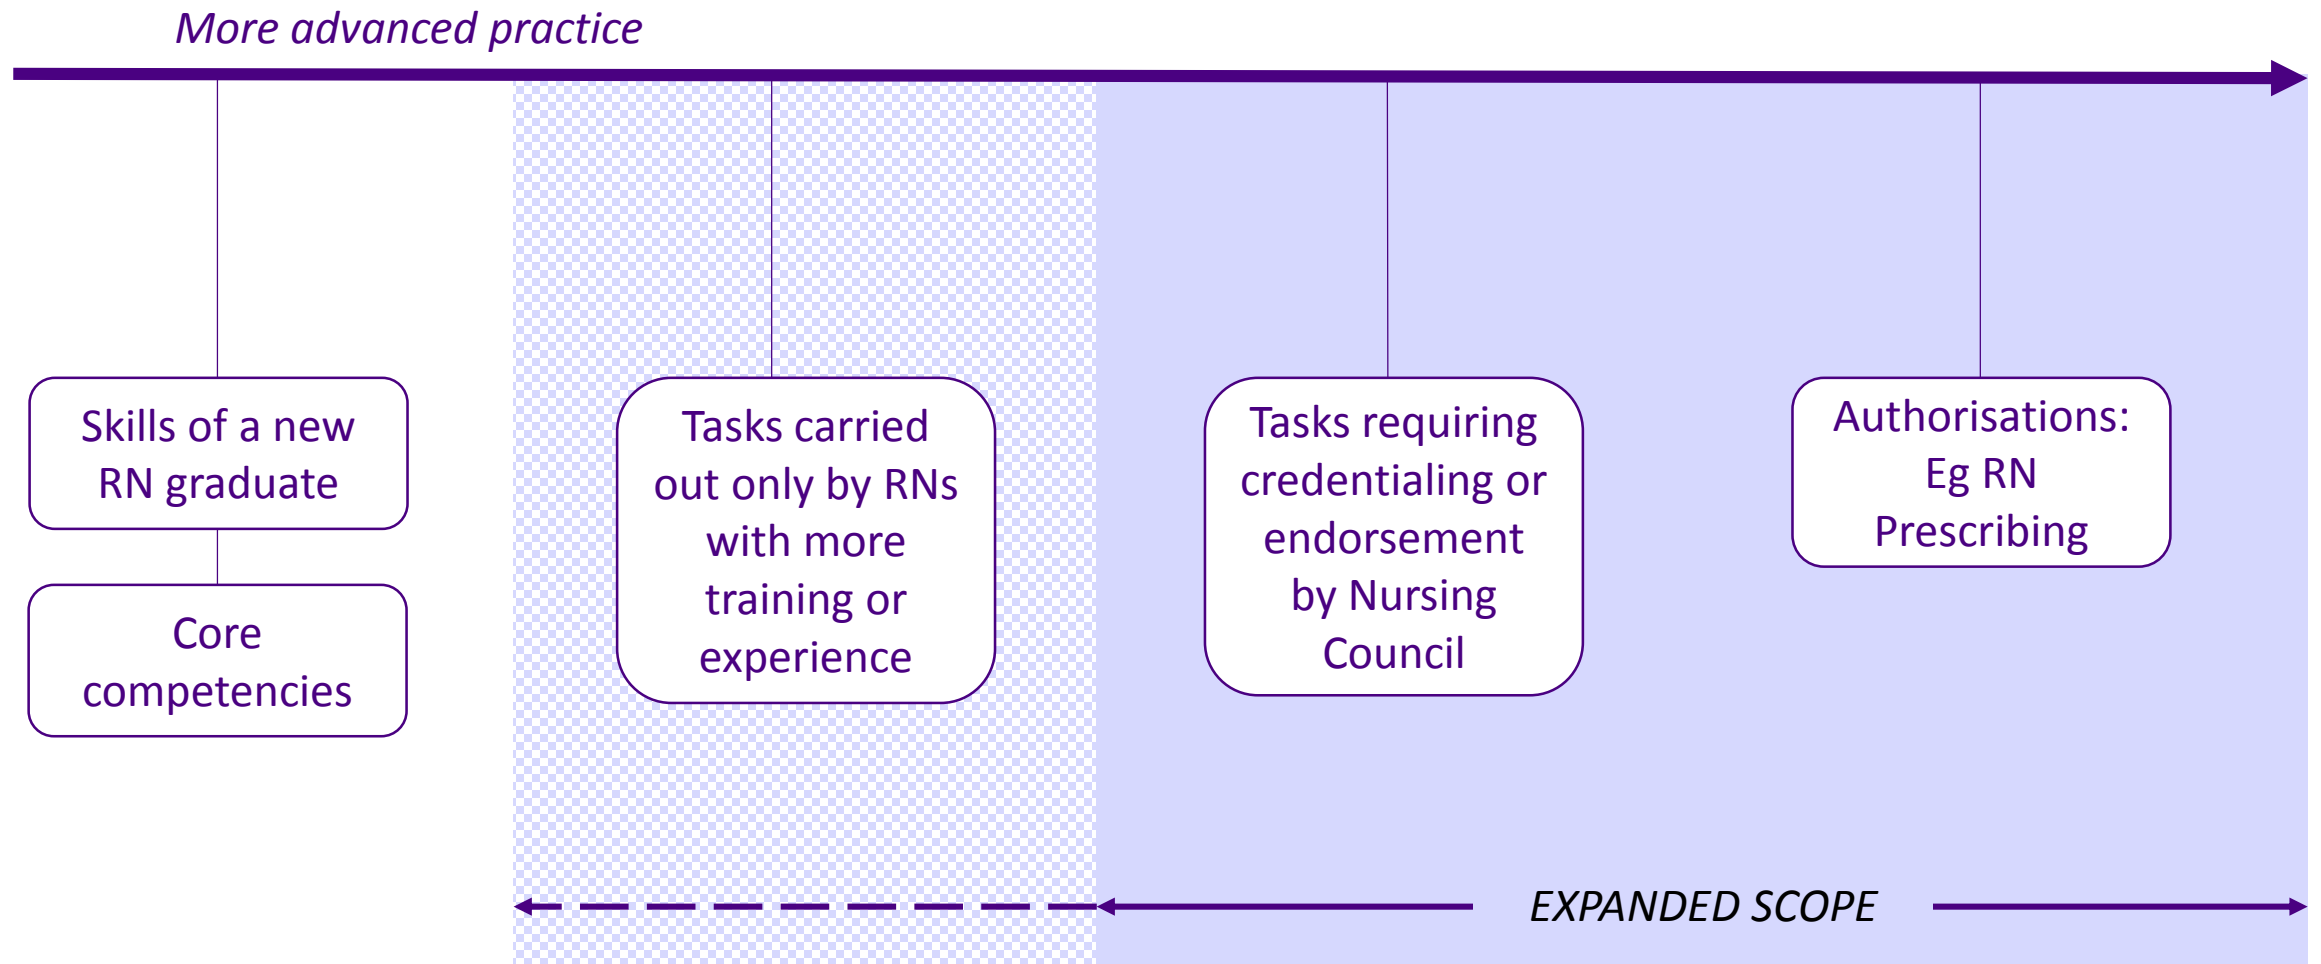 More advanced practice
Skills of a new
RN graduate
Core
competencies
Tasks carried
out only by RNs
with more
training or
experience
Tasks requiring
credentialing or
endorsement
by Nursing
Council
Authorisations:
Eg RN
Prescribing
EXPANDED SCOPE